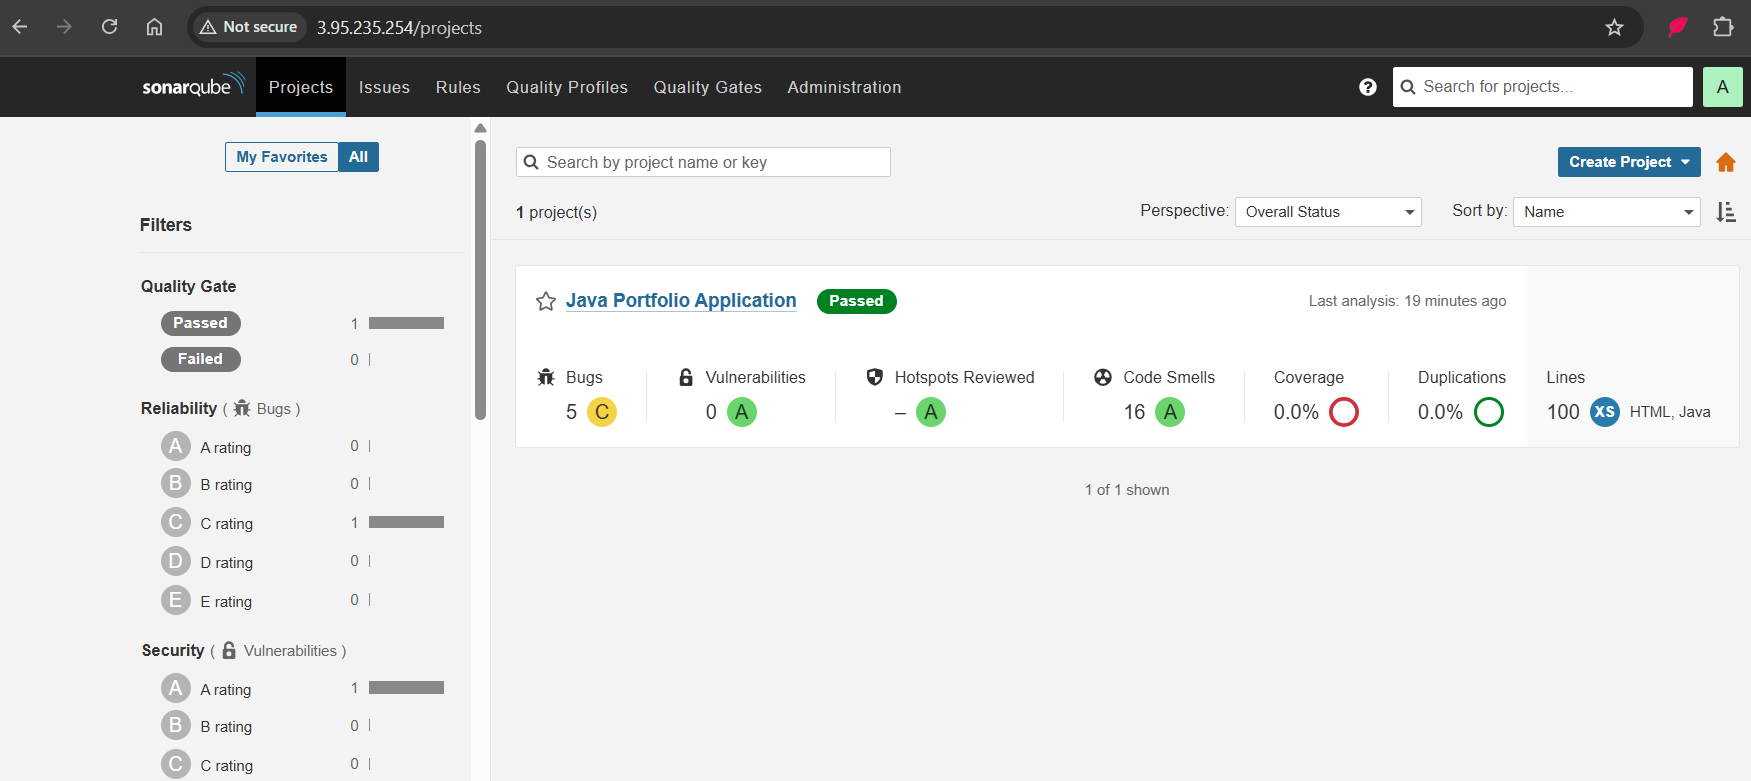 Not secure 3.95.235.254/projects
sonarqube Projects Issues Rules Quality Profiles Quality Gates Administration ? Search for projects... A
My Favorites All
Search by project name or key
Create Project
1 project(s)
Perspective: Overall Status
Sort by: Name
Filters
Quality Gate
Passed 1
Failed 0
Reliability ( Bugs )
A A rating 0
B B rating 0
C C rating 1
D D rating 0
E E rating 0
Security ( Vulnerabilities )
A A rating 1
B B rating 0
C C rating 0
Java Portfolio Application Passed
Last analysis: 19 minutes ago
Bugs Vulnerabilities Hotspots Reviewed Code Smells Coverage Duplications Lines
5 C 0 A – A 16 A 0.0% 0.0% 100 XS HTML, Java
1 of 1 shown